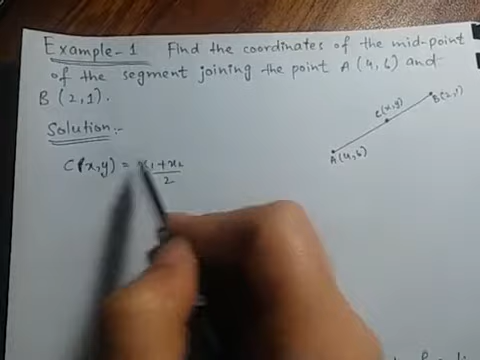 Example-1 Find the coordinates of the mid-point
of the segment joining the point A(4,6) and
B(2,1).
Solution:-
C(x,y)
B(2,1)
A(4,6)
C(x,y) = x₁+x₂
2